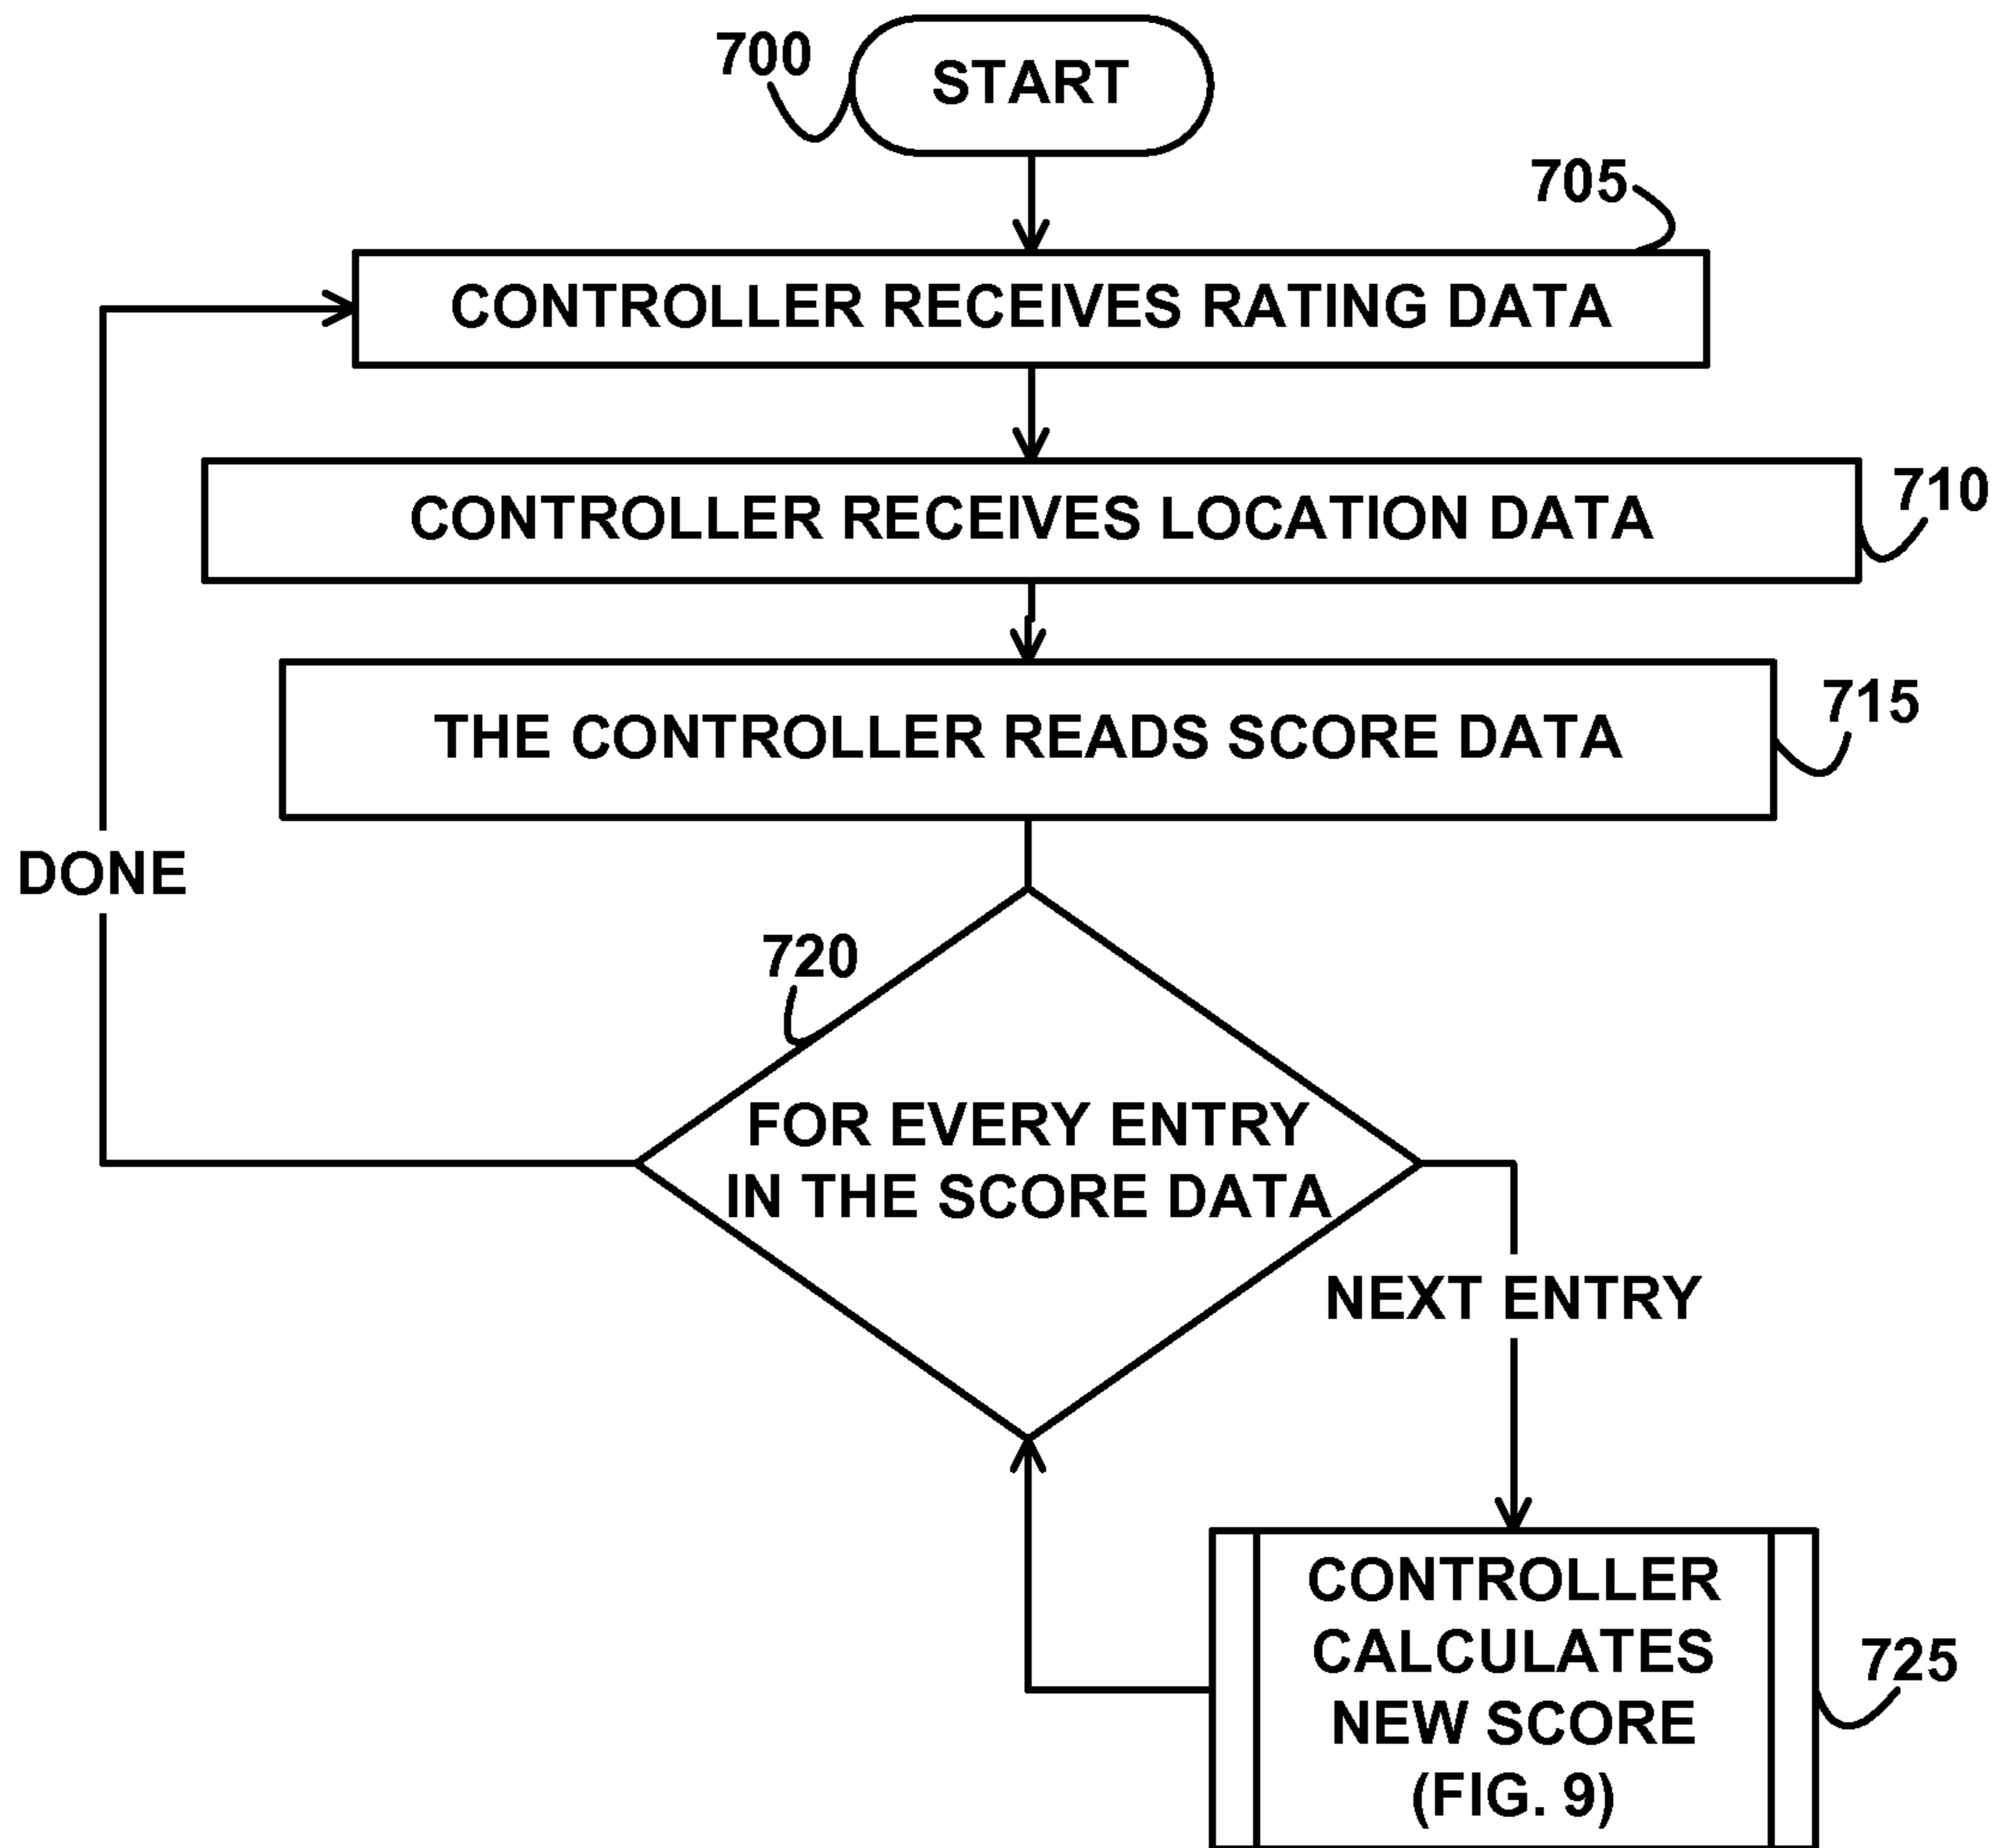 700
START
705
CONTROLLER RECEIVES RATING DATA
CONTROLLER RECEIVES LOCATION DATA
710
THE CONTROLLER READS SCORE DATA
715
DONE
720
FOR EVERY ENTRY
IN THE SCORE DATA
NEXT ENTRY
CONTROLLER
CALCULATES
NEW SCORE
(FIG. 9)
725